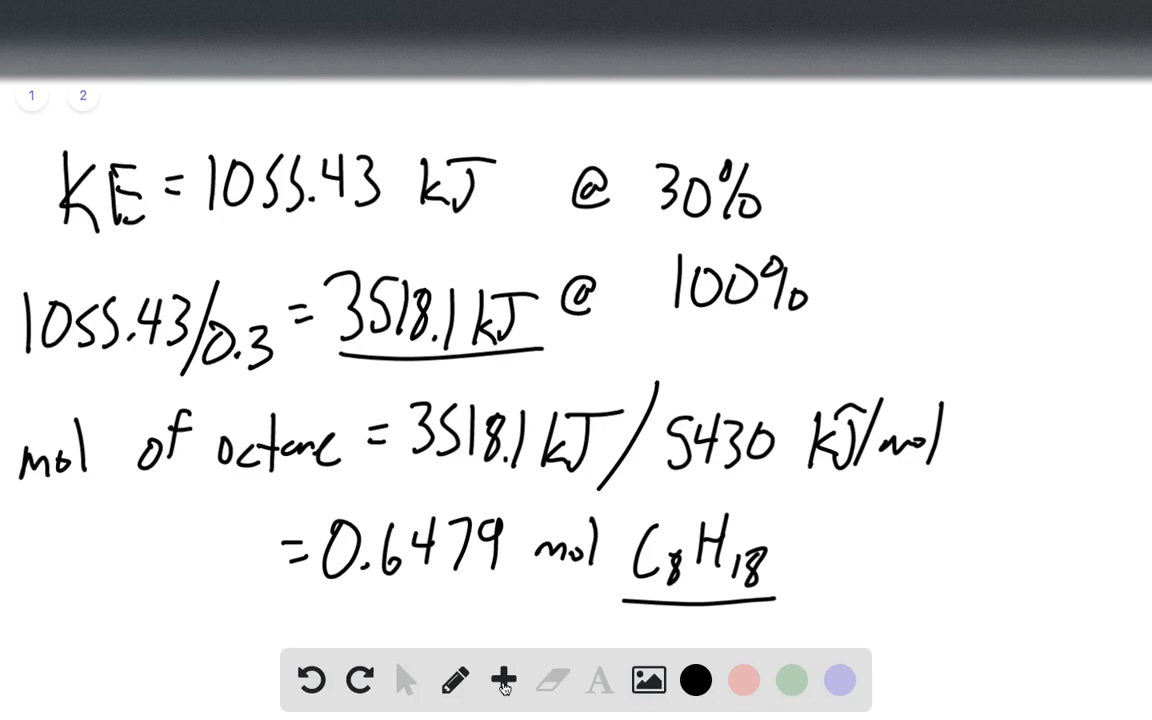 1 2
KE = 1055.43 kJ @ 30%
1055.43/0.3 = 3518.1 kJ @ 100%
mol of octane = 3518.1 kJ / 5430 kJ/mol
= 0.6479 mol C₈H₁₈
A